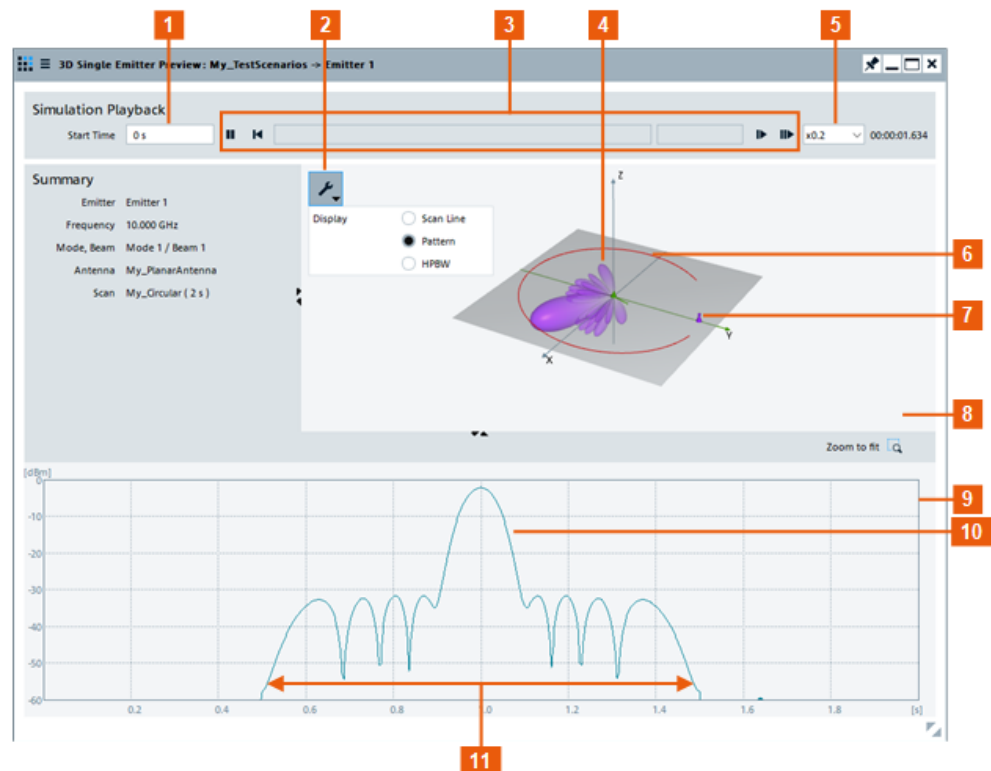 1 2 3 4 5
3D Single Emitter Preview: My_TestScenarios -> Emitter 1
Simulation Playback
Start Time 0 s x0.2 00:00:01.634
Summary
Emitter Emitter 1
Frequency 10.000 GHz
Mode, Beam Mode 1 / Beam 1
Antenna My_PlanarAntenna
Scan My_Circular ( 2 s )
Display Scan Line
Pattern
HPBW
Z
Y
X
6
7
8
Zoom to fit
[dBm]
0
-10
-20
-30
-40
-50
-60
9
10
0.2 0.4 0.6 0.8 1.0 1.2 1.4 1.6 1.8 [s]
11